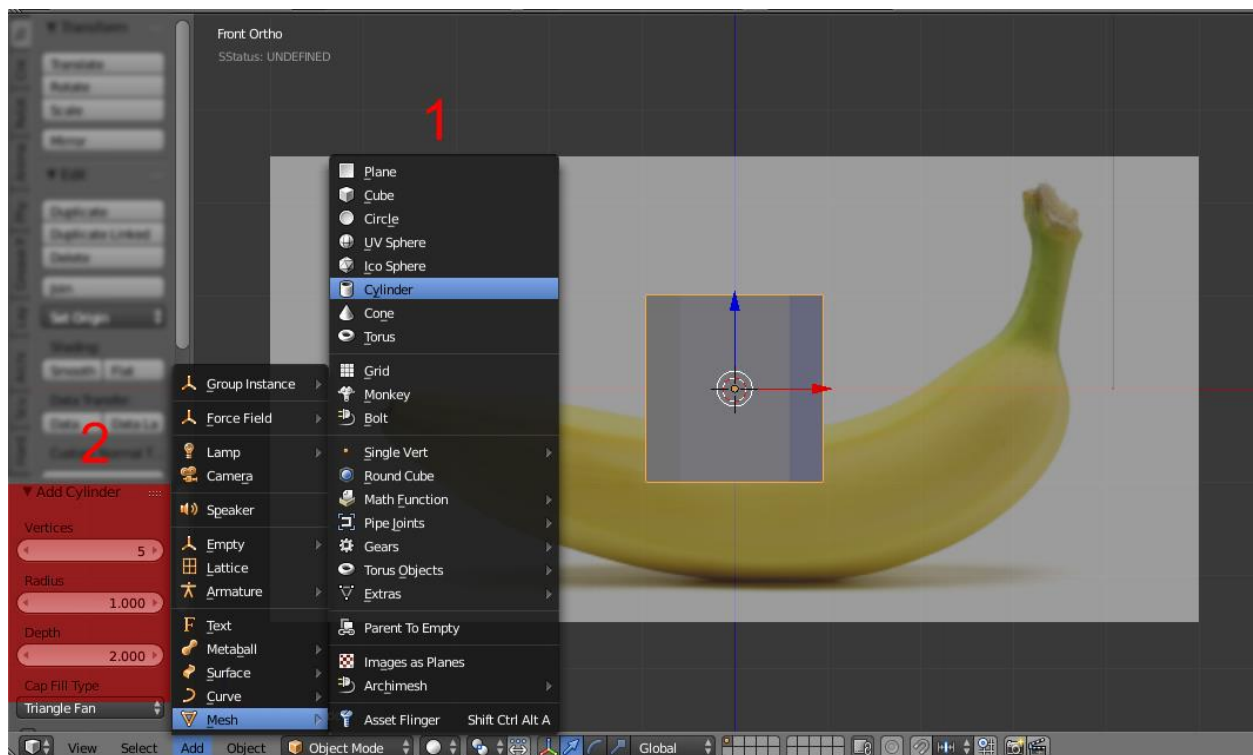 Transform
Translate
Rotate
Scale
Mirror
Edit
Duplicate
Duplicate Linked
Delete
Join
Set Origin
Shading:
Smooth Flat
Data Transfer:
Data Data La
2
Add Cylinder
Vertices
5
Radius
1.000
Depth
2.000
Cap Fill Type
Triangle Fan
Front Ortho
SStatus: UNDEFINED
1
Plane
Cube
Circle
UV Sphere
Ico Sphere
Cylinder
Cone
Torus
Grid
Monkey
Bolt
Single Vert
Round Cube
Math Function
Pipe Joints
Gears
Torus Objects
Extras
Parent To Empty
Images as Planes
Archimesh
Asset Flinger Shift Ctrl Alt A
Group Instance
Force Field
Lamp
Camera
Speaker
Empty
Lattice
Armature
Text
Metaball
Surface
Curve
Mesh
View Select Add Object Object Mode Global